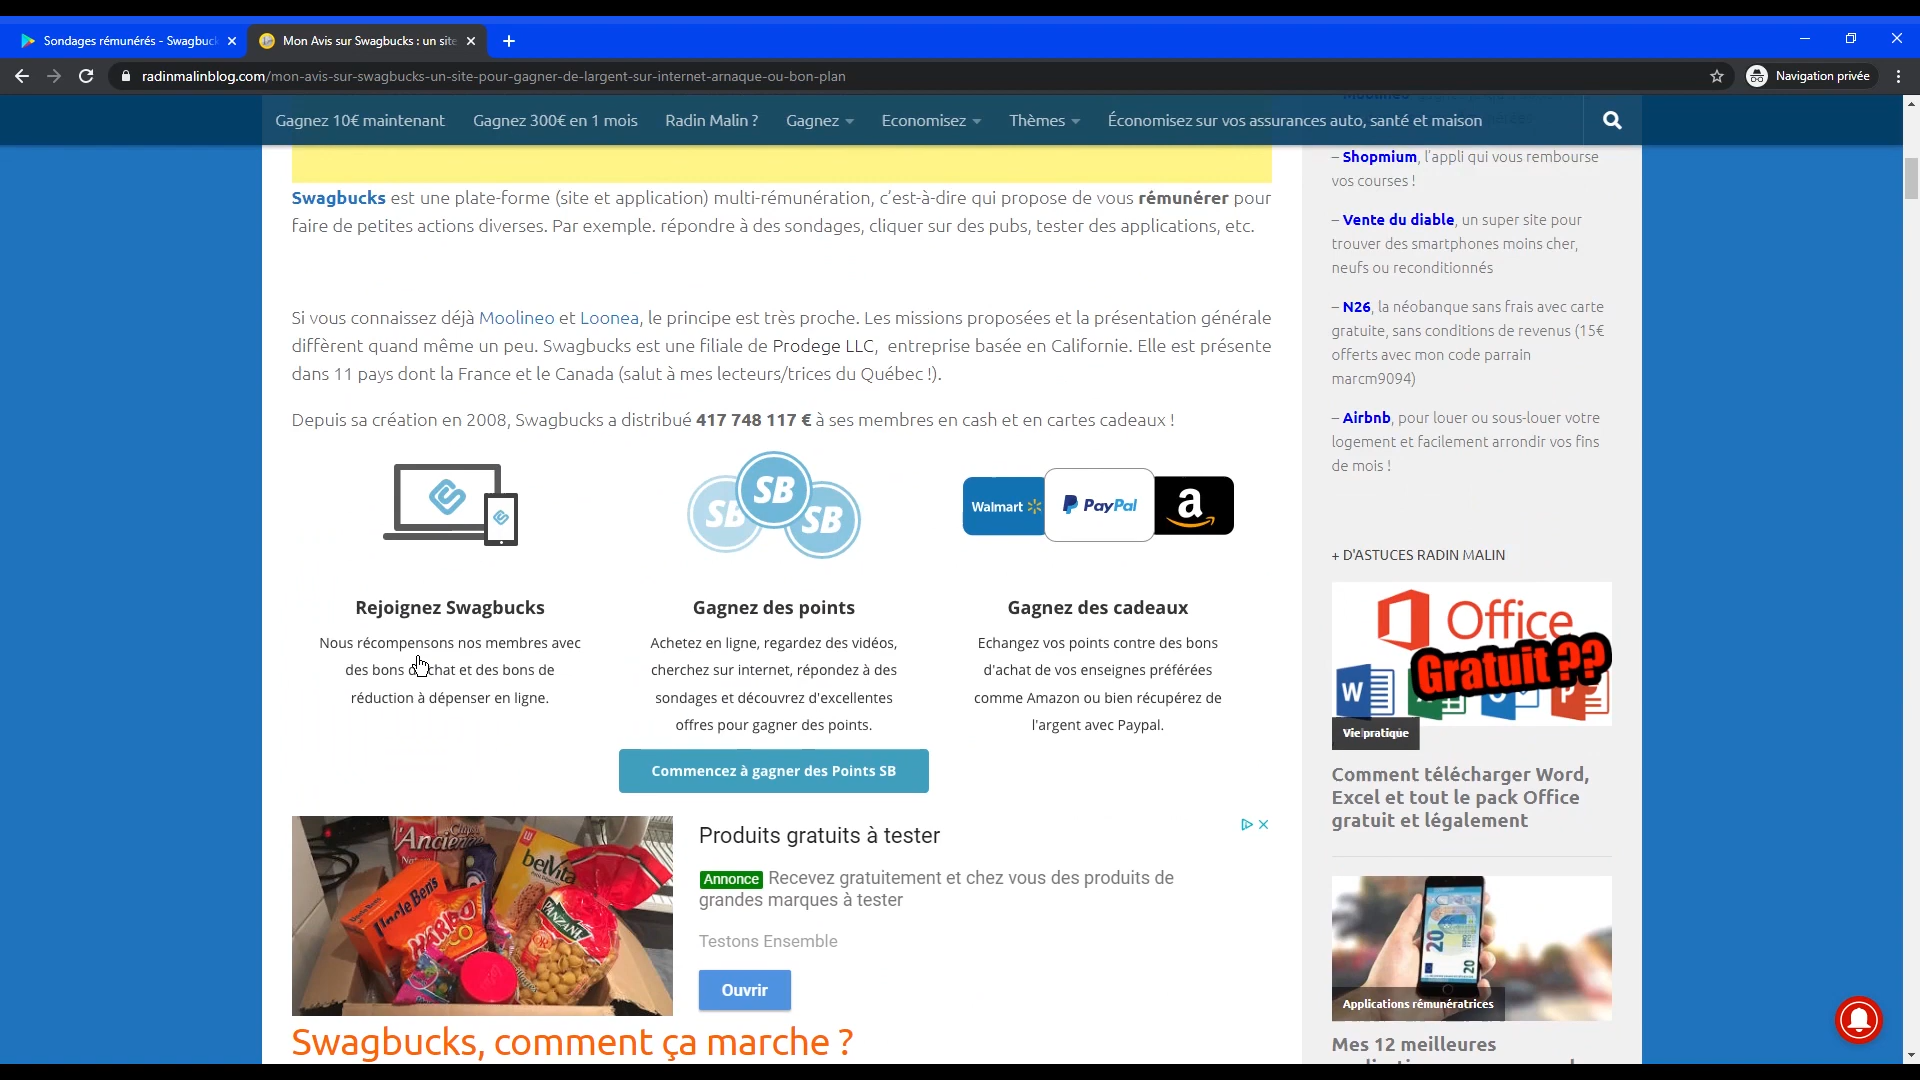 Sondages rémunérés - Swagbuck
Mon Avis sur Swagbucks : un site
radinmalinblog.com/mon-avis-sur-swagbucks-un-site-pour-gagner-de-largent-sur-internet-arnaque-ou-bon-plan
Navigation privée
Gagnez 10€ maintenant
Gagnez 300€ en 1 mois
Radin Malin ?
Gagnez
Economisez
Thèmes
Économisez sur vos assurances auto, santé et maison
Swagbucks est une plate-forme (site et application) multi-rémunération, c’est-à-dire qui propose de vous rémunérer pour
faire de petites actions diverses. Par exemple. répondre à des sondages, cliquer sur des pubs, tester des applications, etc.
Si vous connaissez déjà Moolineo et Loonea, le principe est très proche. Les missions proposées et la présentation générale
diffèrent quand même un peu. Swagbucks est une filiale de Prodege LLC, entreprise basée en Californie. Elle est présente
dans 11 pays dont la France et le Canada (salut à mes lecteurs/trices du Québec !).
Depuis sa création en 2008, Swagbucks a distribué 417 748 117 € à ses membres en cash et en cartes cadeaux !
SB
SB
SB
Walmart
PayPal
a
Rejoignez Swagbucks
Nous récompensons nos membres avec
des bons d'achat et des bons de
réduction à dépenser en ligne.
Gagnez des points
Achetez en ligne, regardez des vidéos,
cherchez sur internet, répondez à des
sondages et découvrez d'excellentes
offres pour gagner des points.
Gagnez des cadeaux
Echangez vos points contre des bons
d'achat de vos enseignes préférées
comme Amazon ou bien récupérez de
l'argent avec Paypal.
Commencez à gagner des Points SB
l'Ancienne
belVita
Uncle Ben's
HARIBO
PANZANI
LU
Produits gratuits à tester
Annonce Recevez gratuitement et chez vous des produits de
grandes marques à tester
Testons Ensemble
Ouvrir
Swagbucks, comment ça marche ?
– Shopmium, l’appli qui vous rembourse
vos courses !
– Vente du diable, un super site pour
trouver des smartphones moins cher,
neufs ou reconditionnés
– N26, la néobanque sans frais avec carte
gratuite, sans conditions de revenus (15€
offerts avec mon code parrain
marcm9094)
– Airbnb, pour louer ou sous-louer votre
logement et facilement arrondir vos fins
de mois !
+ D'ASTUCES RADIN MALIN
Office
Gratuit ??
W
P
Vie pratique
Comment télécharger Word,
Excel et tout le pack Office
gratuit et légalement
20
20
Applications rémunératrices
Mes 12 meilleures